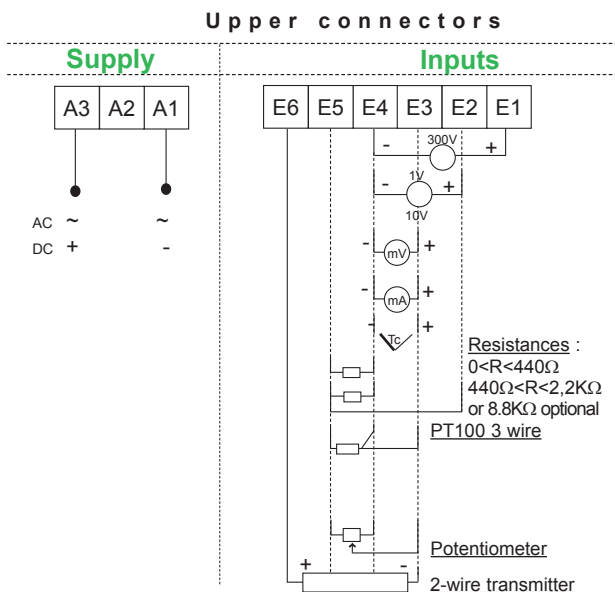 Upper connectors
Supply
Inputs
A3 A2 A1
E6 E5 E4 E3 E2 E1
- 300V +
- 1V +
10V
AC ~ ~
DC + -
- mV +
- mA +
- Tc +
Resistances :
0<R<440Ω
440Ω<R<2,2KΩ
or 8.8KΩ optional
PT100 3 wire
Potentiometer
+ -
2-wire transmitter